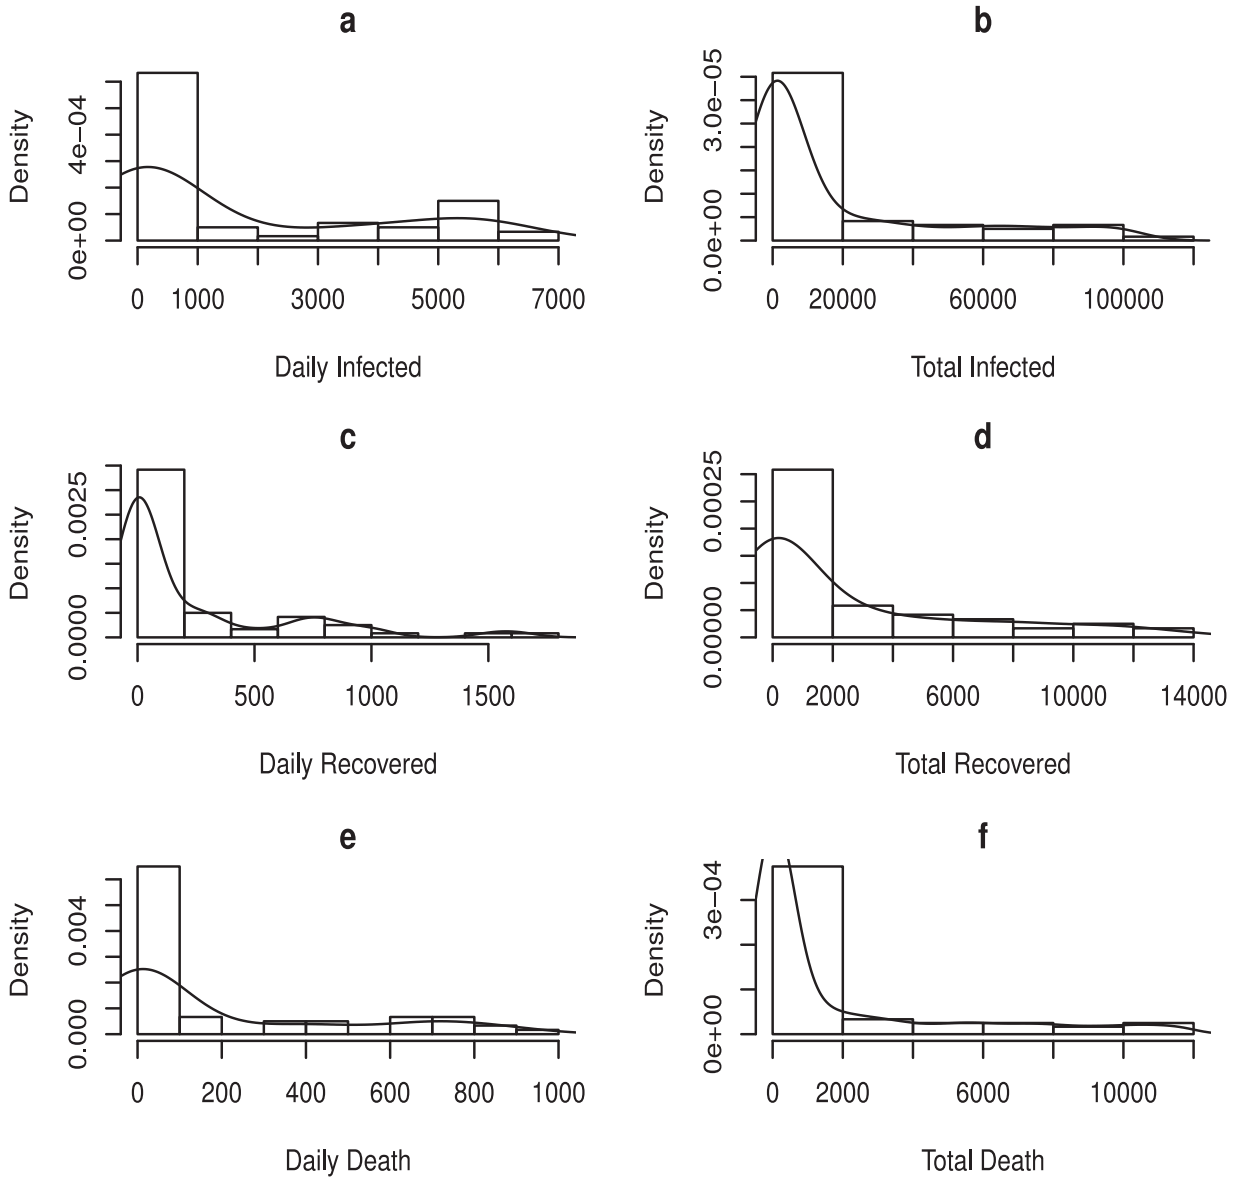 a
Density
0e+00 4e−04
0 1000 3000 5000 7000
Daily Infected
b
Density
0.0e+00 3.0e−05
0 20000 60000 100000
Total Infected
c
Density
0.0000 0.0025
0 500 1000 1500
Daily Recovered
d
Density
0.00000 0.00025
0 2000 6000 10000 14000
Total Recovered
e
Density
0.000 0.004
0 200 400 600 800 1000
Daily Death
f
Density
0e+00 3e−04
0 2000 6000 10000
Total Death